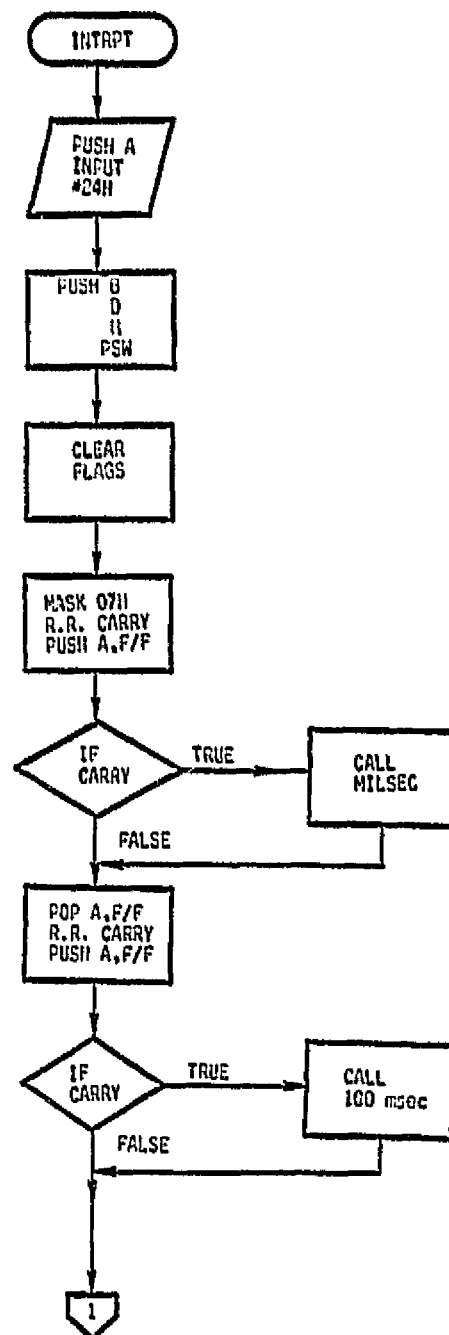 INTRPT
PUSH A
INPUT
#24H
PUSH B
D
H
PSW
CLEAR
FLAGS
MASK 07H
R.R. CARRY
PUSH A,F/F
IF
CARRY
TRUE
CALL
MILSEC
FALSE
POP A,F/F
R.R. CARRY
PUSH A,F/F
IF
CARRY
TRUE
CALL
100 msec
FALSE
1